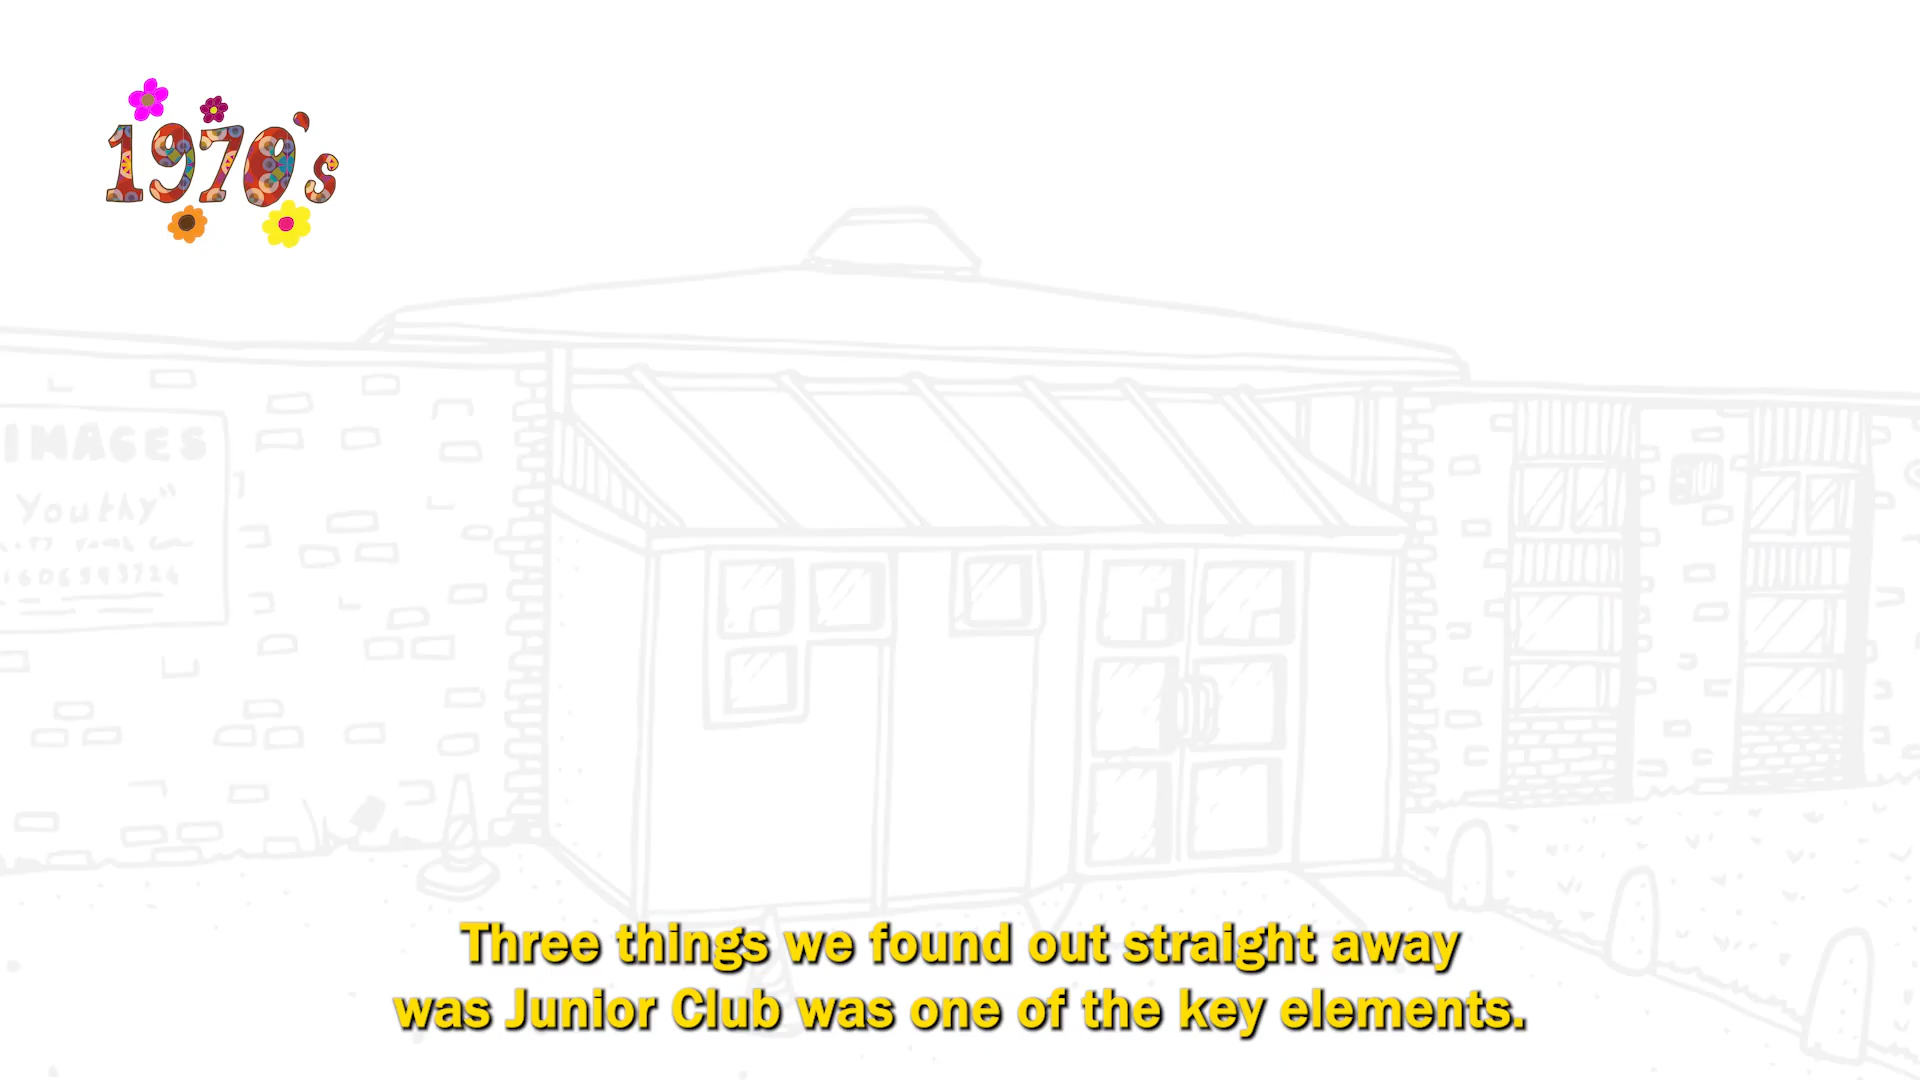 1970's
IMAGES
Youthy"
Three things we found out straight away
was Junior Club was one of the key elements.